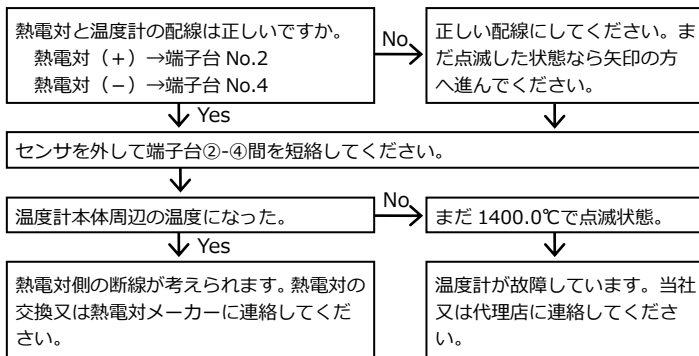 熱電対と温度計の配線は正しいですか。
熱電対（＋）→端子台 No.2
熱電対（－）→端子台 No.4
No
正しい配線にしてください。ま
だ点滅した状態なら矢印の方
へ進んでください。
Yes
センサを外して端子台②-④間を短絡してください。
温度計本体周辺の温度になった。
No
まだ 1400.0℃で点滅状態。
Yes
熱電対側の断線が考えられます。熱電対の
交換又は熱電対メーカーに連絡してくだ
さい。
温度計が故障しています。当社
又は代理店に連絡してくださ
い。